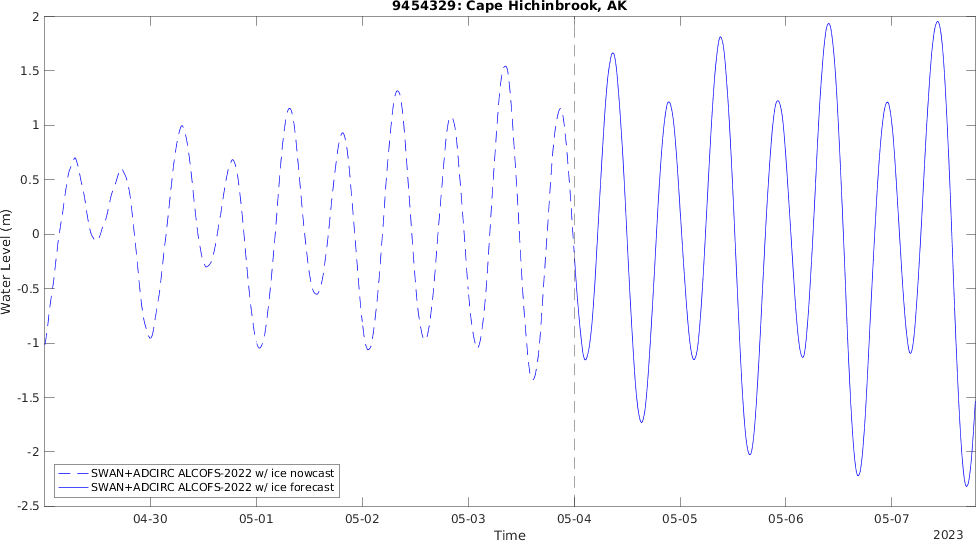 9454329: Cape Hichinbrook, AK
Water Level (m)
2
1.5
1
0.5
0
-0.5
-1
-1.5
-2
-2.5
SWAN+ADCIRC ALCOFS-2022 w/ ice nowcast
SWAN+ADCIRC ALCOFS-2022 w/ ice forecast
04-30 05-01 05-02 05-03 05-04 05-05 05-06 05-07
Time
2023